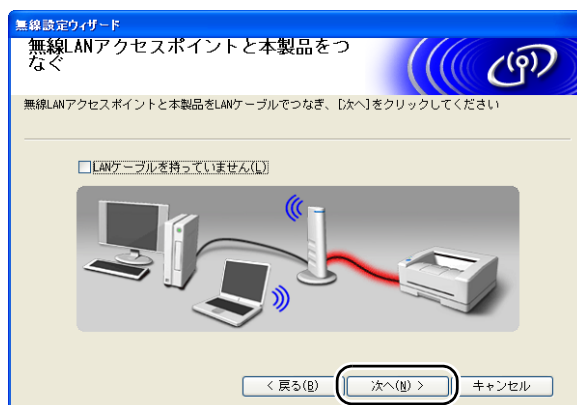 無線設定ウィザード
無線LANアクセスポイントと本製品をつ
なぐ
無線LANアクセスポイントと本製品をLANケーブルでつなぎ、[次へ]をクリックしてください
LANケーブルを持っていません(L)
< 戻る(B)
次へ(N) >
キャンセル